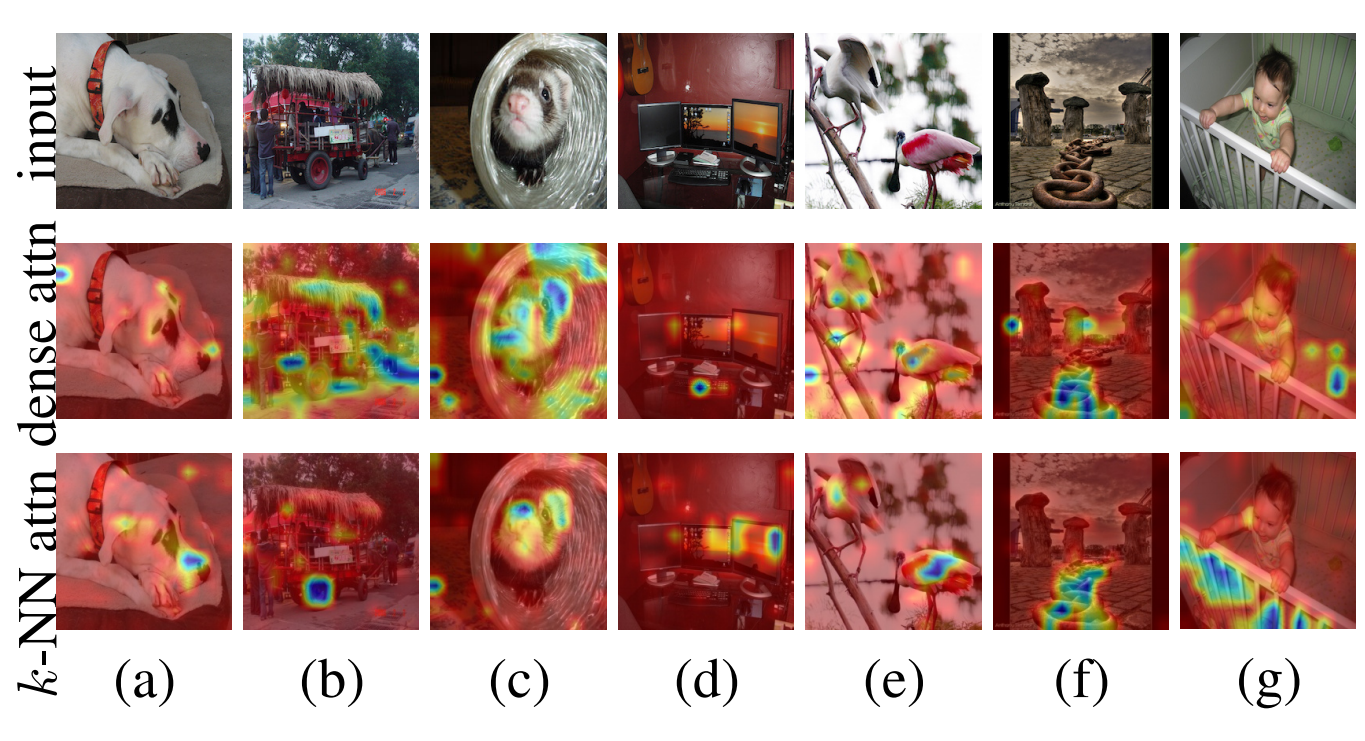 input
dense attn
k-NN attn
(a) (b) (c) (d) (e) (f) (g)